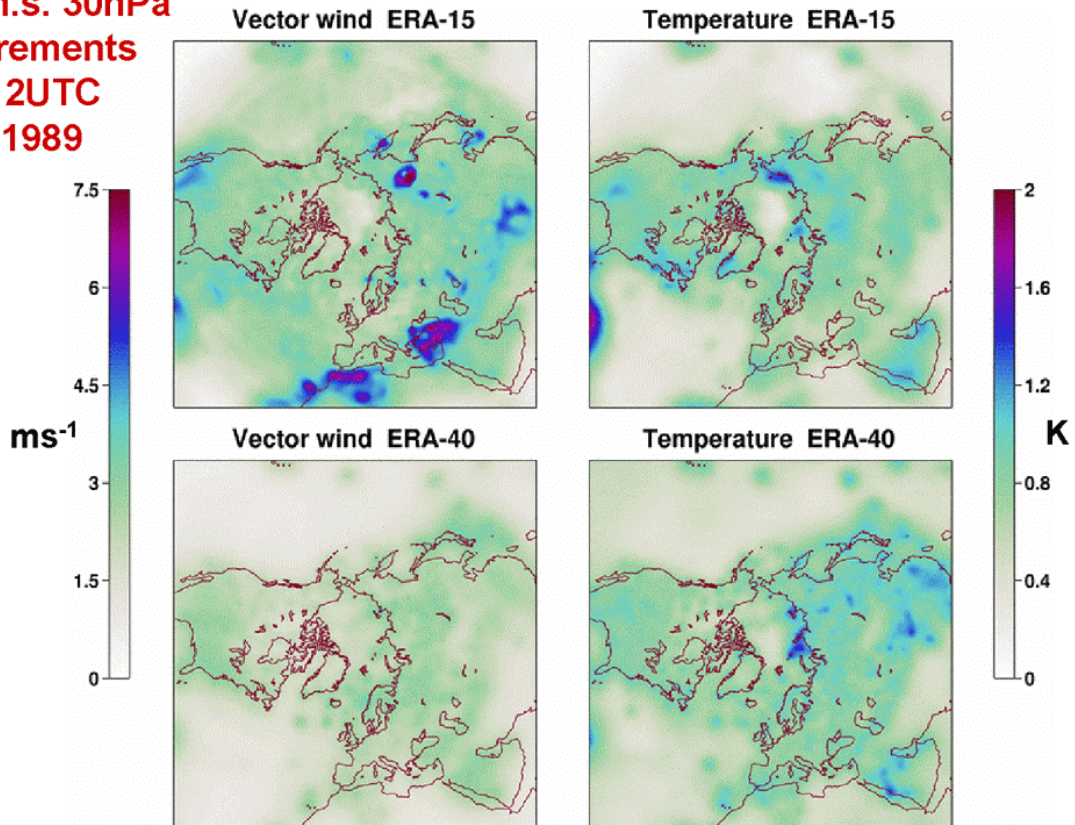 n.s. 30hPa
rements
2UTC
1989
Vector wind ERA-15
Temperature ERA-15
7.5
6
4.5
ms-1
3
1.5
0
2
1.6
1.2
K
0.8
0.4
0
Vector wind ERA-40
Temperature ERA-40